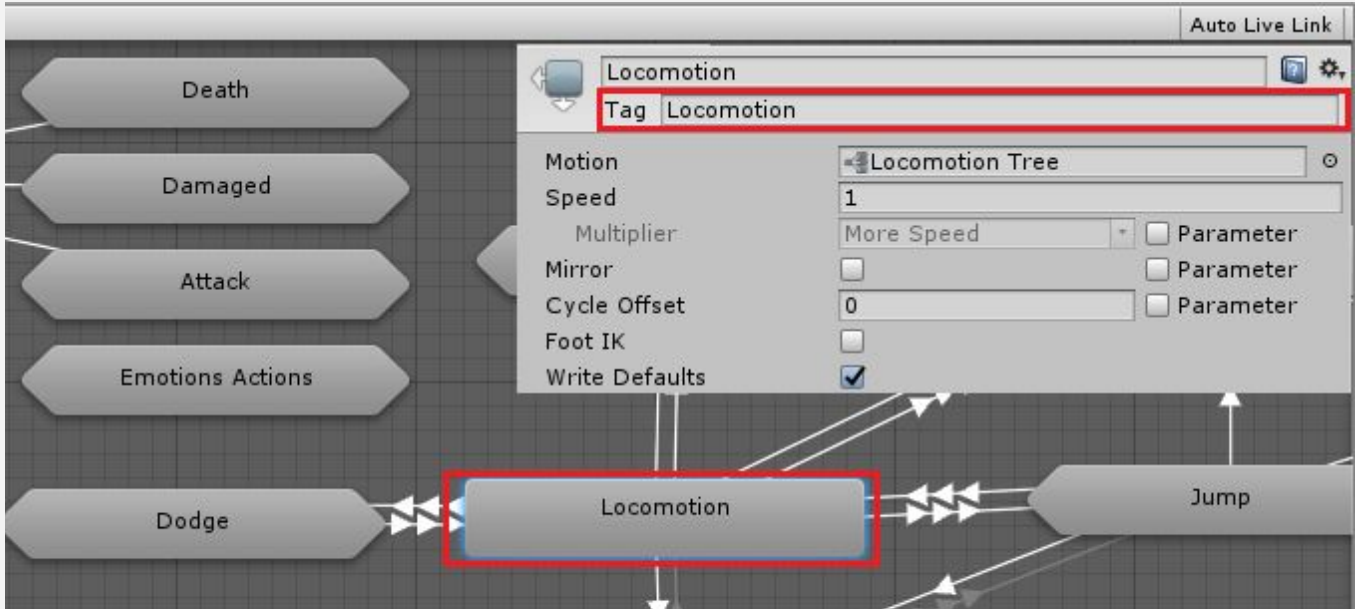 Auto Live Link
Death
Damaged
Attack
Emotions Actions
Dodge
Locomotion
Tag Locomotion
Motion Locomotion Tree
Speed 1
Multiplier More Speed Parameter
Mirror Parameter
Cycle Offset 0 Parameter
Foot IK
Write Defaults
Locomotion
Jump